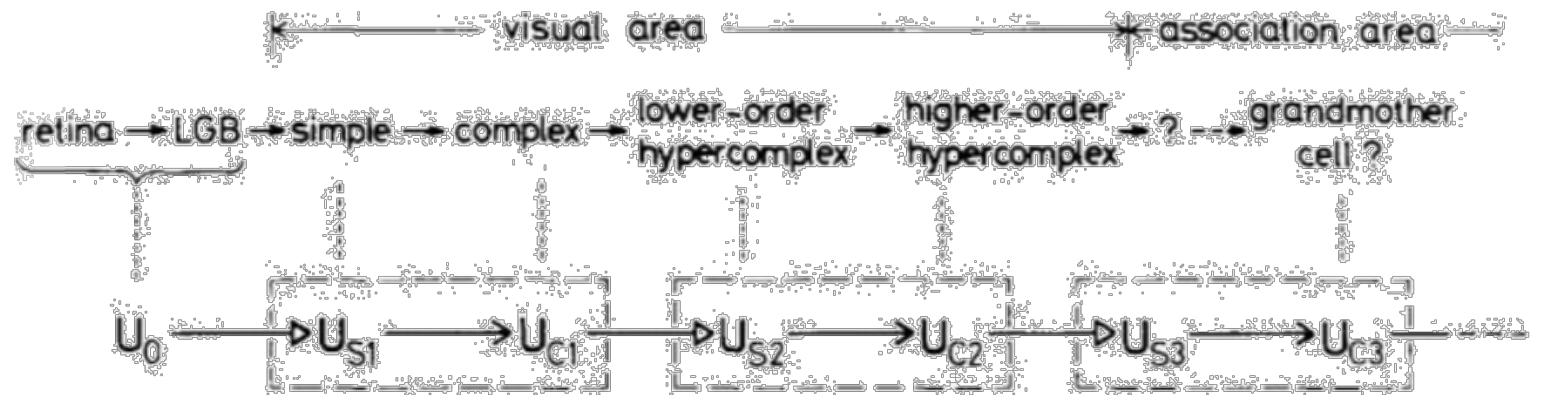 visual area association area
lower-order higher-order grandmother
retina LGB simple complex ?
hypercomplex hypercomplex cell ?
U0 US1 UC1 US2 UC2 US3 UC3